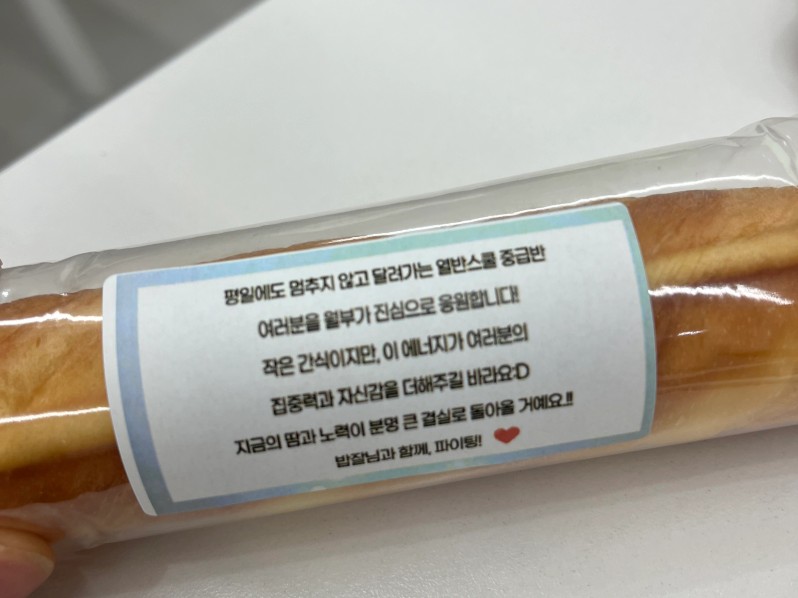 평일에도 멈추지 않고 달려가는 열반스쿨 중급반
여러분을 월부가 진심으로 응원합니다!
작은 간식이지만, 이 에너지가 여러분의
집중력과 자신감을 더해주길 바라요:D
지금의 땀과 노력이 분명 큰 결실로 돌아올 거예요!!
밥잘님과 함께, 파이팅! ❤